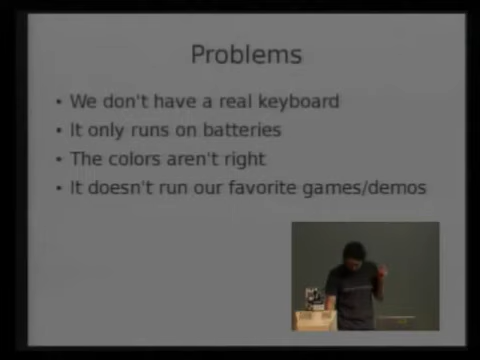 Problems
• We don't have a real keyboard
• It only runs on batteries
• The colors aren't right
• It doesn't run our favorite games/demos